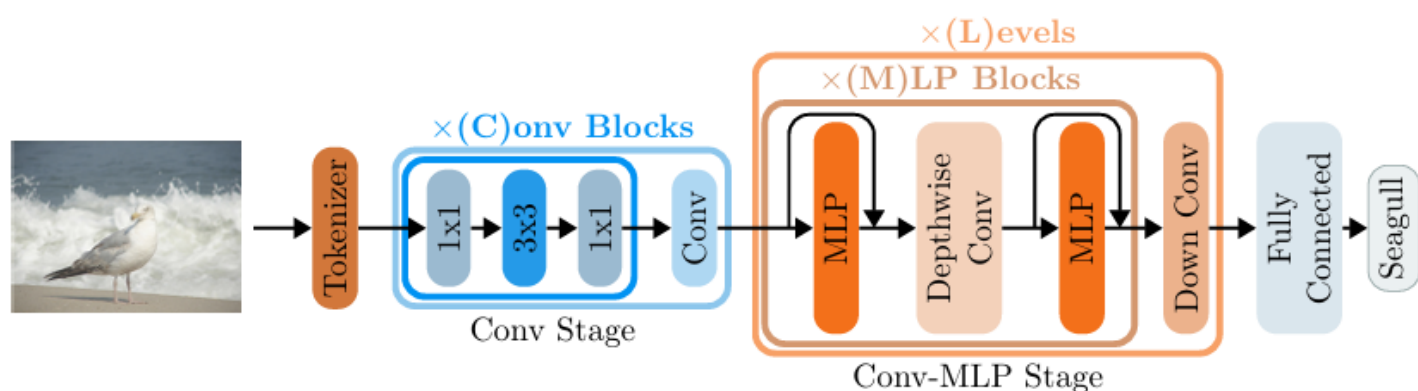 ×(L)evels
×(M)LP Blocks
×(C)onv Blocks
Tokenizer
1x1
3x3
1x1
Conv
MLP
Depthwise
Conv
MLP
Down Conv
Fully
Connected
Seagull
Conv Stage
Conv-MLP Stage